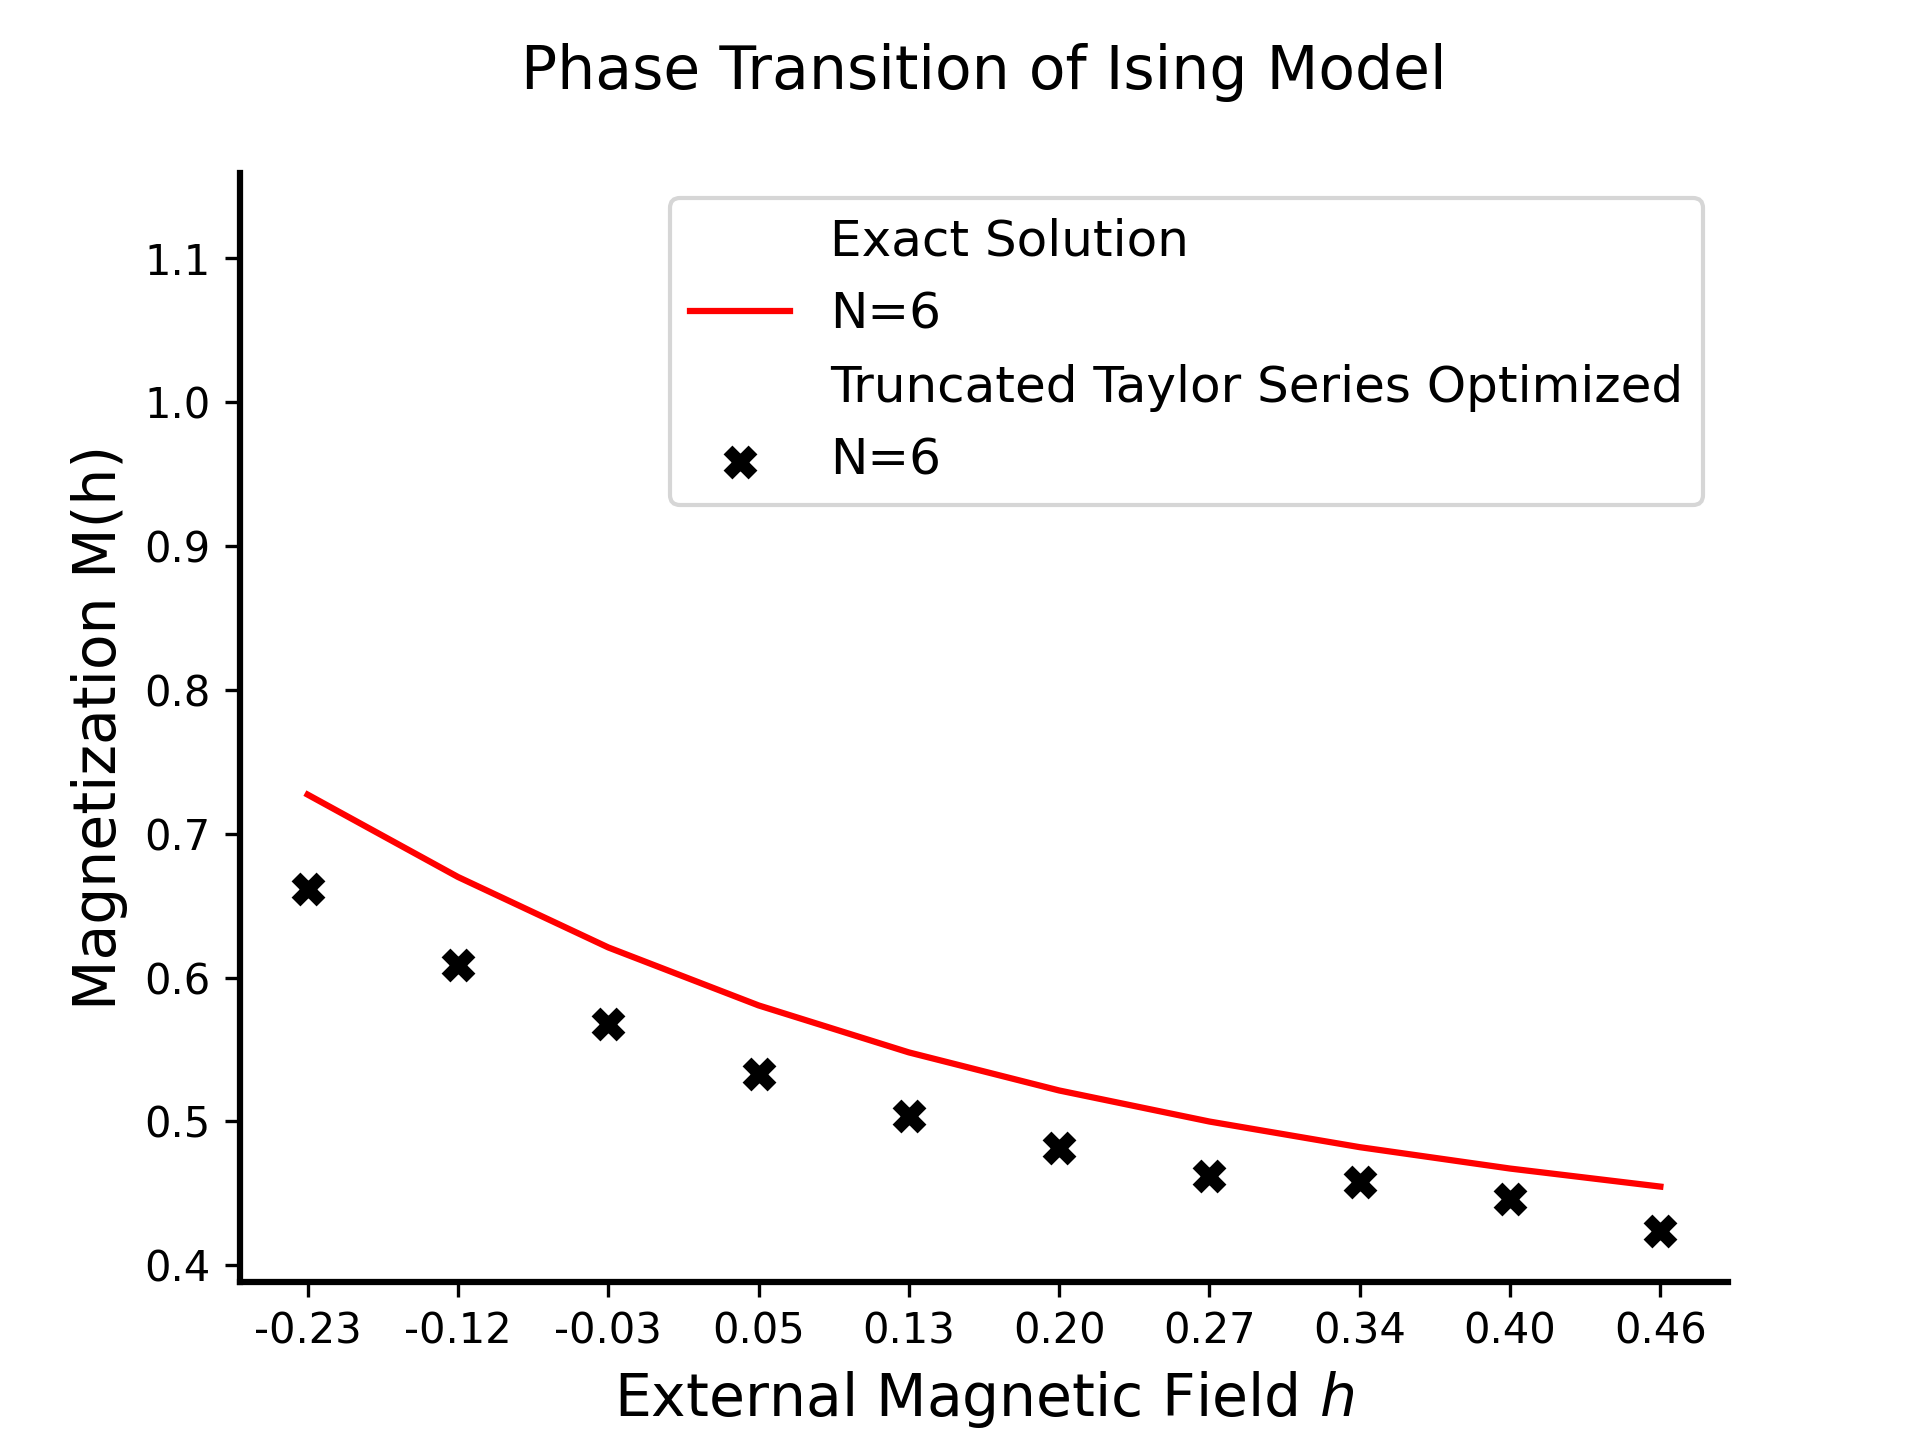 Phase Transition of Ising Model
Exact Solution
N=6
Truncated Taylor Series Optimized
N=6
Magnetization M(h)
1.1
1.0
0.9
0.8
0.7
0.6
0.5
0.4
-0.23 -0.12 -0.03 0.05 0.13 0.20 0.27 0.34 0.40 0.46
External Magnetic Field h